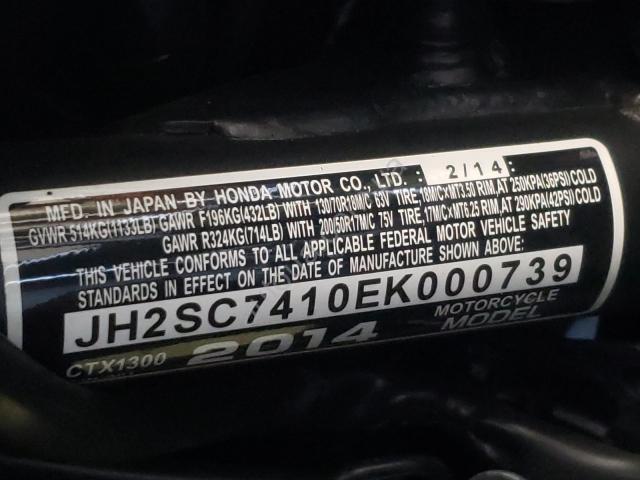 MFD. IN JAPAN BY HONDA MOTOR CO., LTD. 2/14
GVWR 514KG(1133LB) GAWR F196KG(432LB) WITH 130/70R18M/C 63V TIRE, 18M/C×MT3.50 RIM, AT 250KPA(36PSI) COLD
GAWR R324KG(714LB) WITH 200/50R17M/C 75V TIRE, 17M/C×MT6.25 RIM, AT 290KPA(42PSI) COLD
THIS VEHICLE CONFORMS TO ALL APPLICABLE FEDERAL MOTOR VEHICLE SAFETY
STANDARDS IN EFFECT ON THE DATE OF MANUFACTURE SHOWN ABOVE.
JH2SC7410EK000739
CTX1300 2014 MOTORCYCLE MODEL